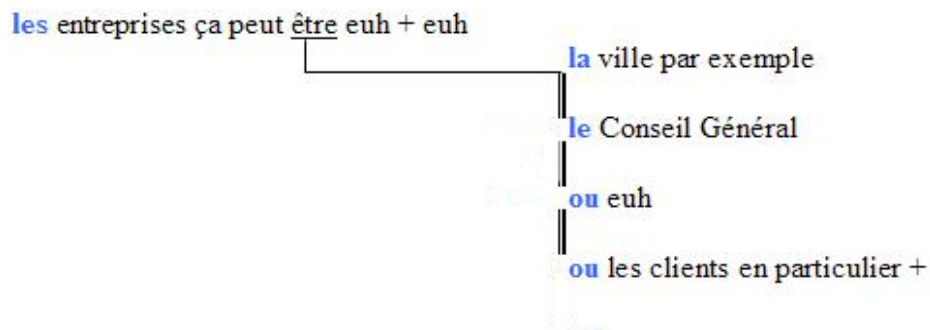 les entreprises ça peut être euh + euh
la ville par exemple
le Conseil Général
ou euh
ou les clients en particulier +